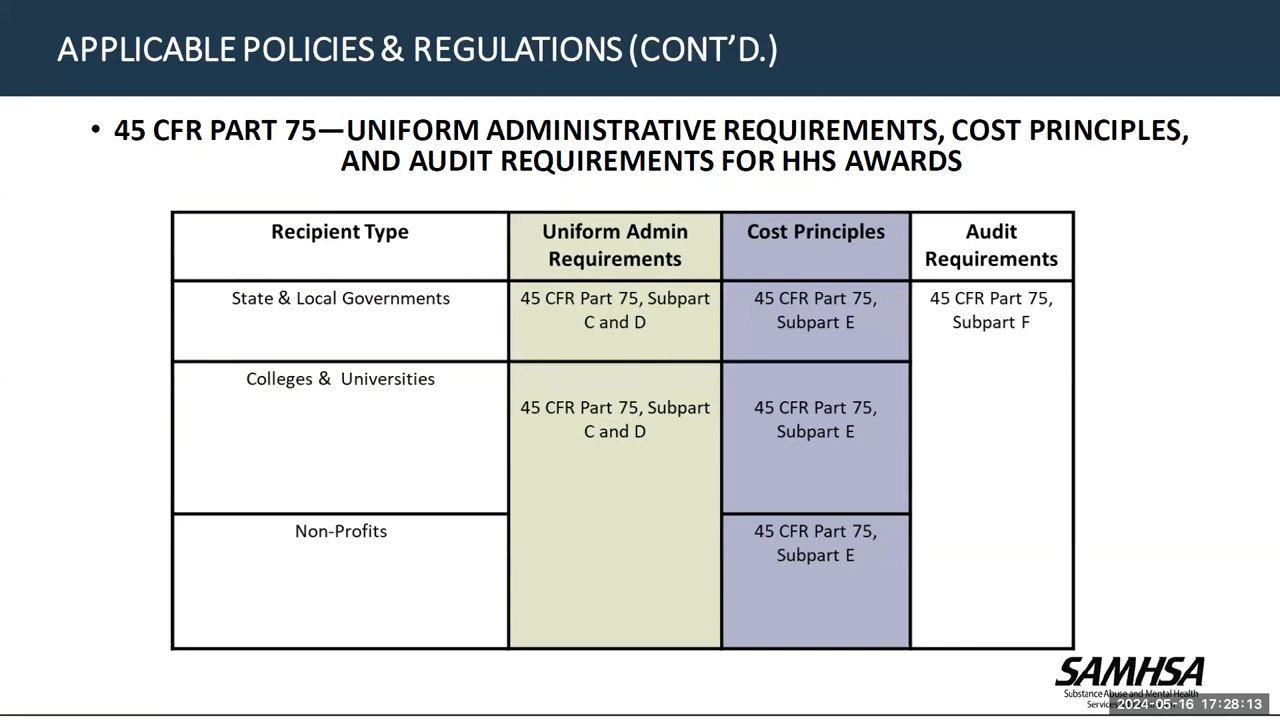 APPLICABLE POLICIES & REGULATIONS (CONT’D.)
• 45 CFR PART 75—UNIFORM ADMINISTRATIVE REQUIREMENTS, COST PRINCIPLES,
AND AUDIT REQUIREMENTS FOR HHS AWARDS
Recipient Type
Uniform Admin
Requirements
Cost Principles
Audit
Requirements
State & Local Governments
45 CFR Part 75, Subpart
C and D
45 CFR Part 75,
Subpart E
45 CFR Part 75,
Subpart F
Colleges & Universities
45 CFR Part 75, Subpart
C and D
45 CFR Part 75,
Subpart E
Non-Profits
45 CFR Part 75,
Subpart E
SAMHSA
Substance Abuse and Mental Health
Services
2024-05-16 17:28:13